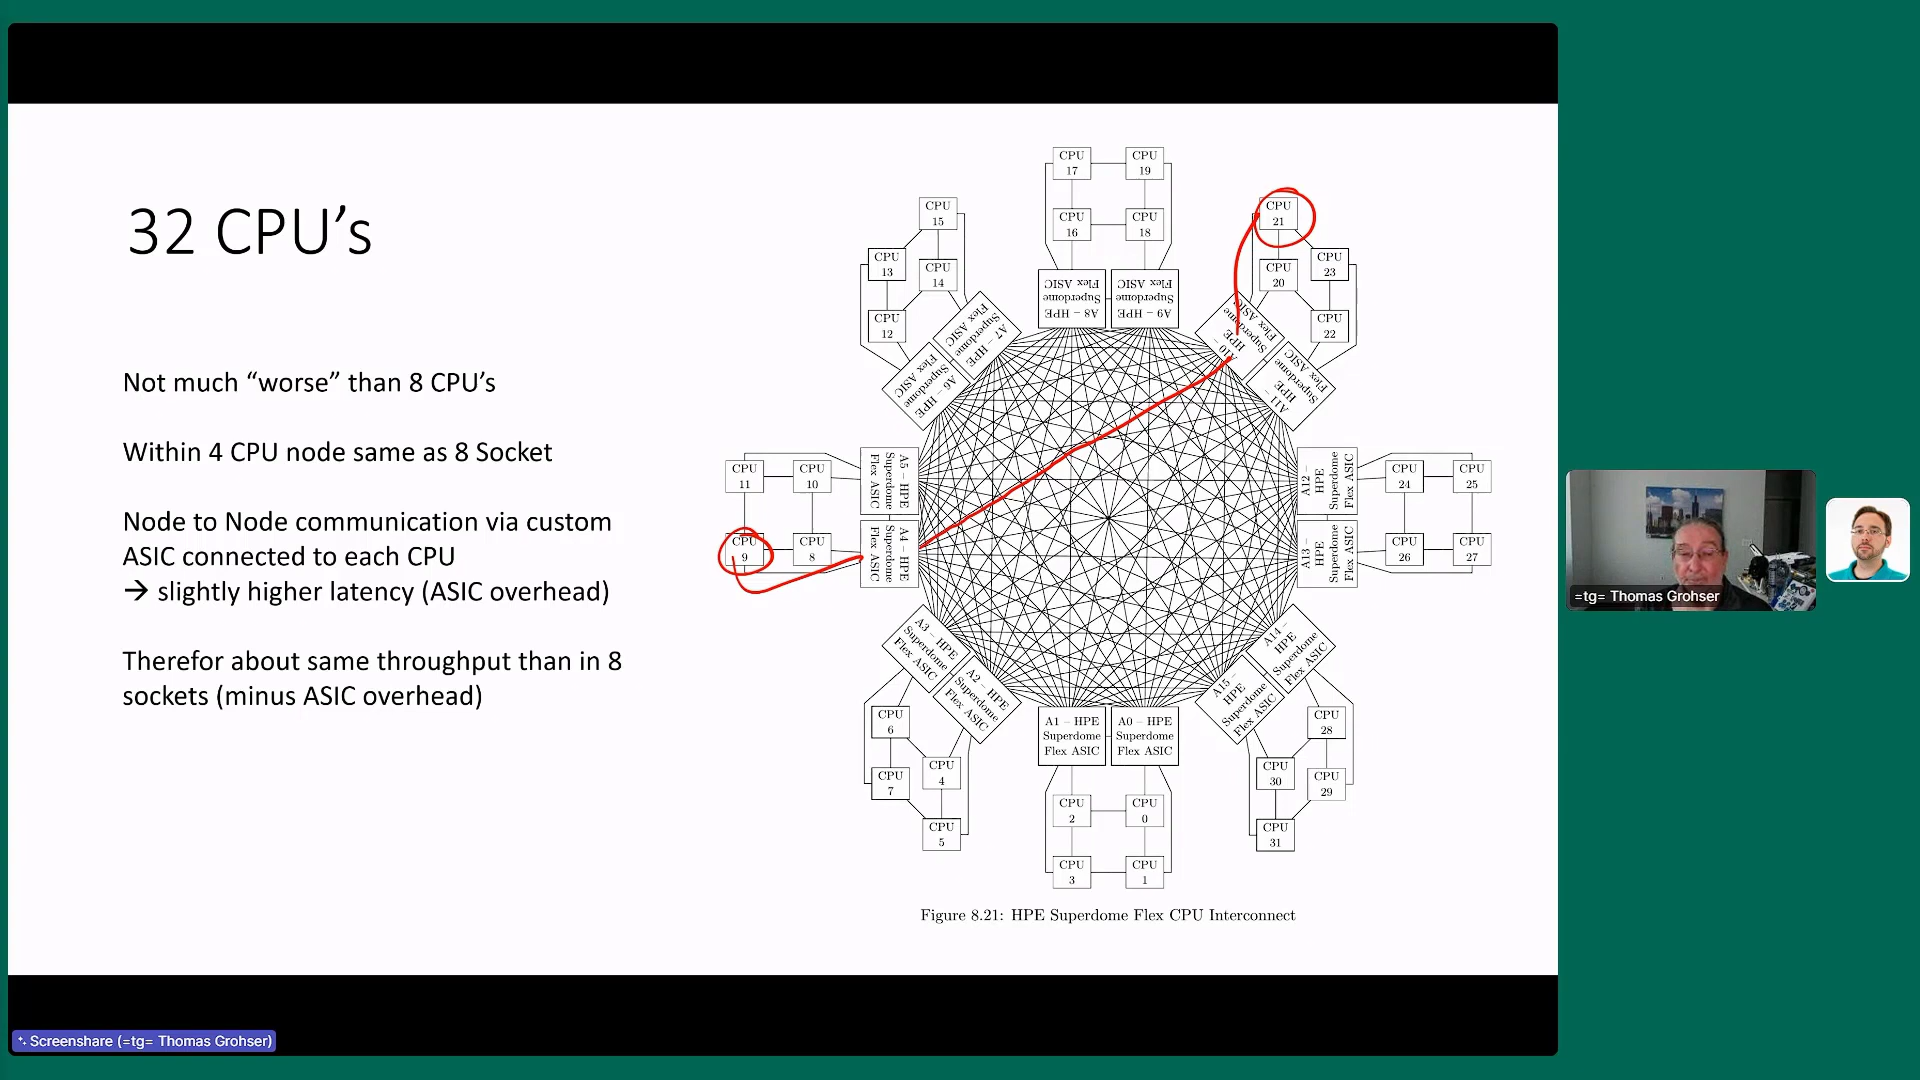 32 CPU’s
Not much “worse” than 8 CPU’s
Within 4 CPU node same as 8 Socket
Node to Node communication via custom
ASIC connected to each CPU
→ slightly higher latency (ASIC overhead)
Therefor about same throughput than in 8
sockets (minus ASIC overhead)
CPU
17
CPU
19
CPU
16
CPU
18
CPU
15
CPU
13
CPU
14
CPU
12
CPU
21
CPU
20
CPU
23
CPU
22
A8 – HPE
Superdome
Flex ASIC
A9 – HPE
Superdome
Flex ASIC
A7 – HPE
Superdome
Flex ASIC
A6 – HPE
Superdome
Flex ASIC
A10 –
HPE
Superdome
Flex ASIC
A11 –
HPE
Superdome
Flex ASIC
CPU
11
CPU
10
CPU
9
CPU
8
A5 – HPE
Superdome
Flex ASIC
A4 – HPE
Superdome
Flex ASIC
A12 –
HPE
Superdome
Flex ASIC
A13 –
HPE
Superdome
Flex ASIC
CPU
24
CPU
25
CPU
26
CPU
27
A3 – HPE
Superdome
Flex ASIC
A2 – HPE
Superdome
Flex ASIC
A1 – HPE
Superdome
Flex ASIC
A0 – HPE
Superdome
Flex ASIC
A14 –
HPE
Superdome
Flex ASIC
A15 –
HPE
Superdome
Flex ASIC
CPU
6
CPU
4
CPU
7
CPU
5
CPU
2
CPU
0
CPU
3
CPU
1
CPU
28
CPU
30
CPU
29
CPU
31
Figure 8.21: HPE Superdome Flex CPU Interconnect
=tg= Thomas Grohser
Screenshare (=tg= Thomas Grohser)